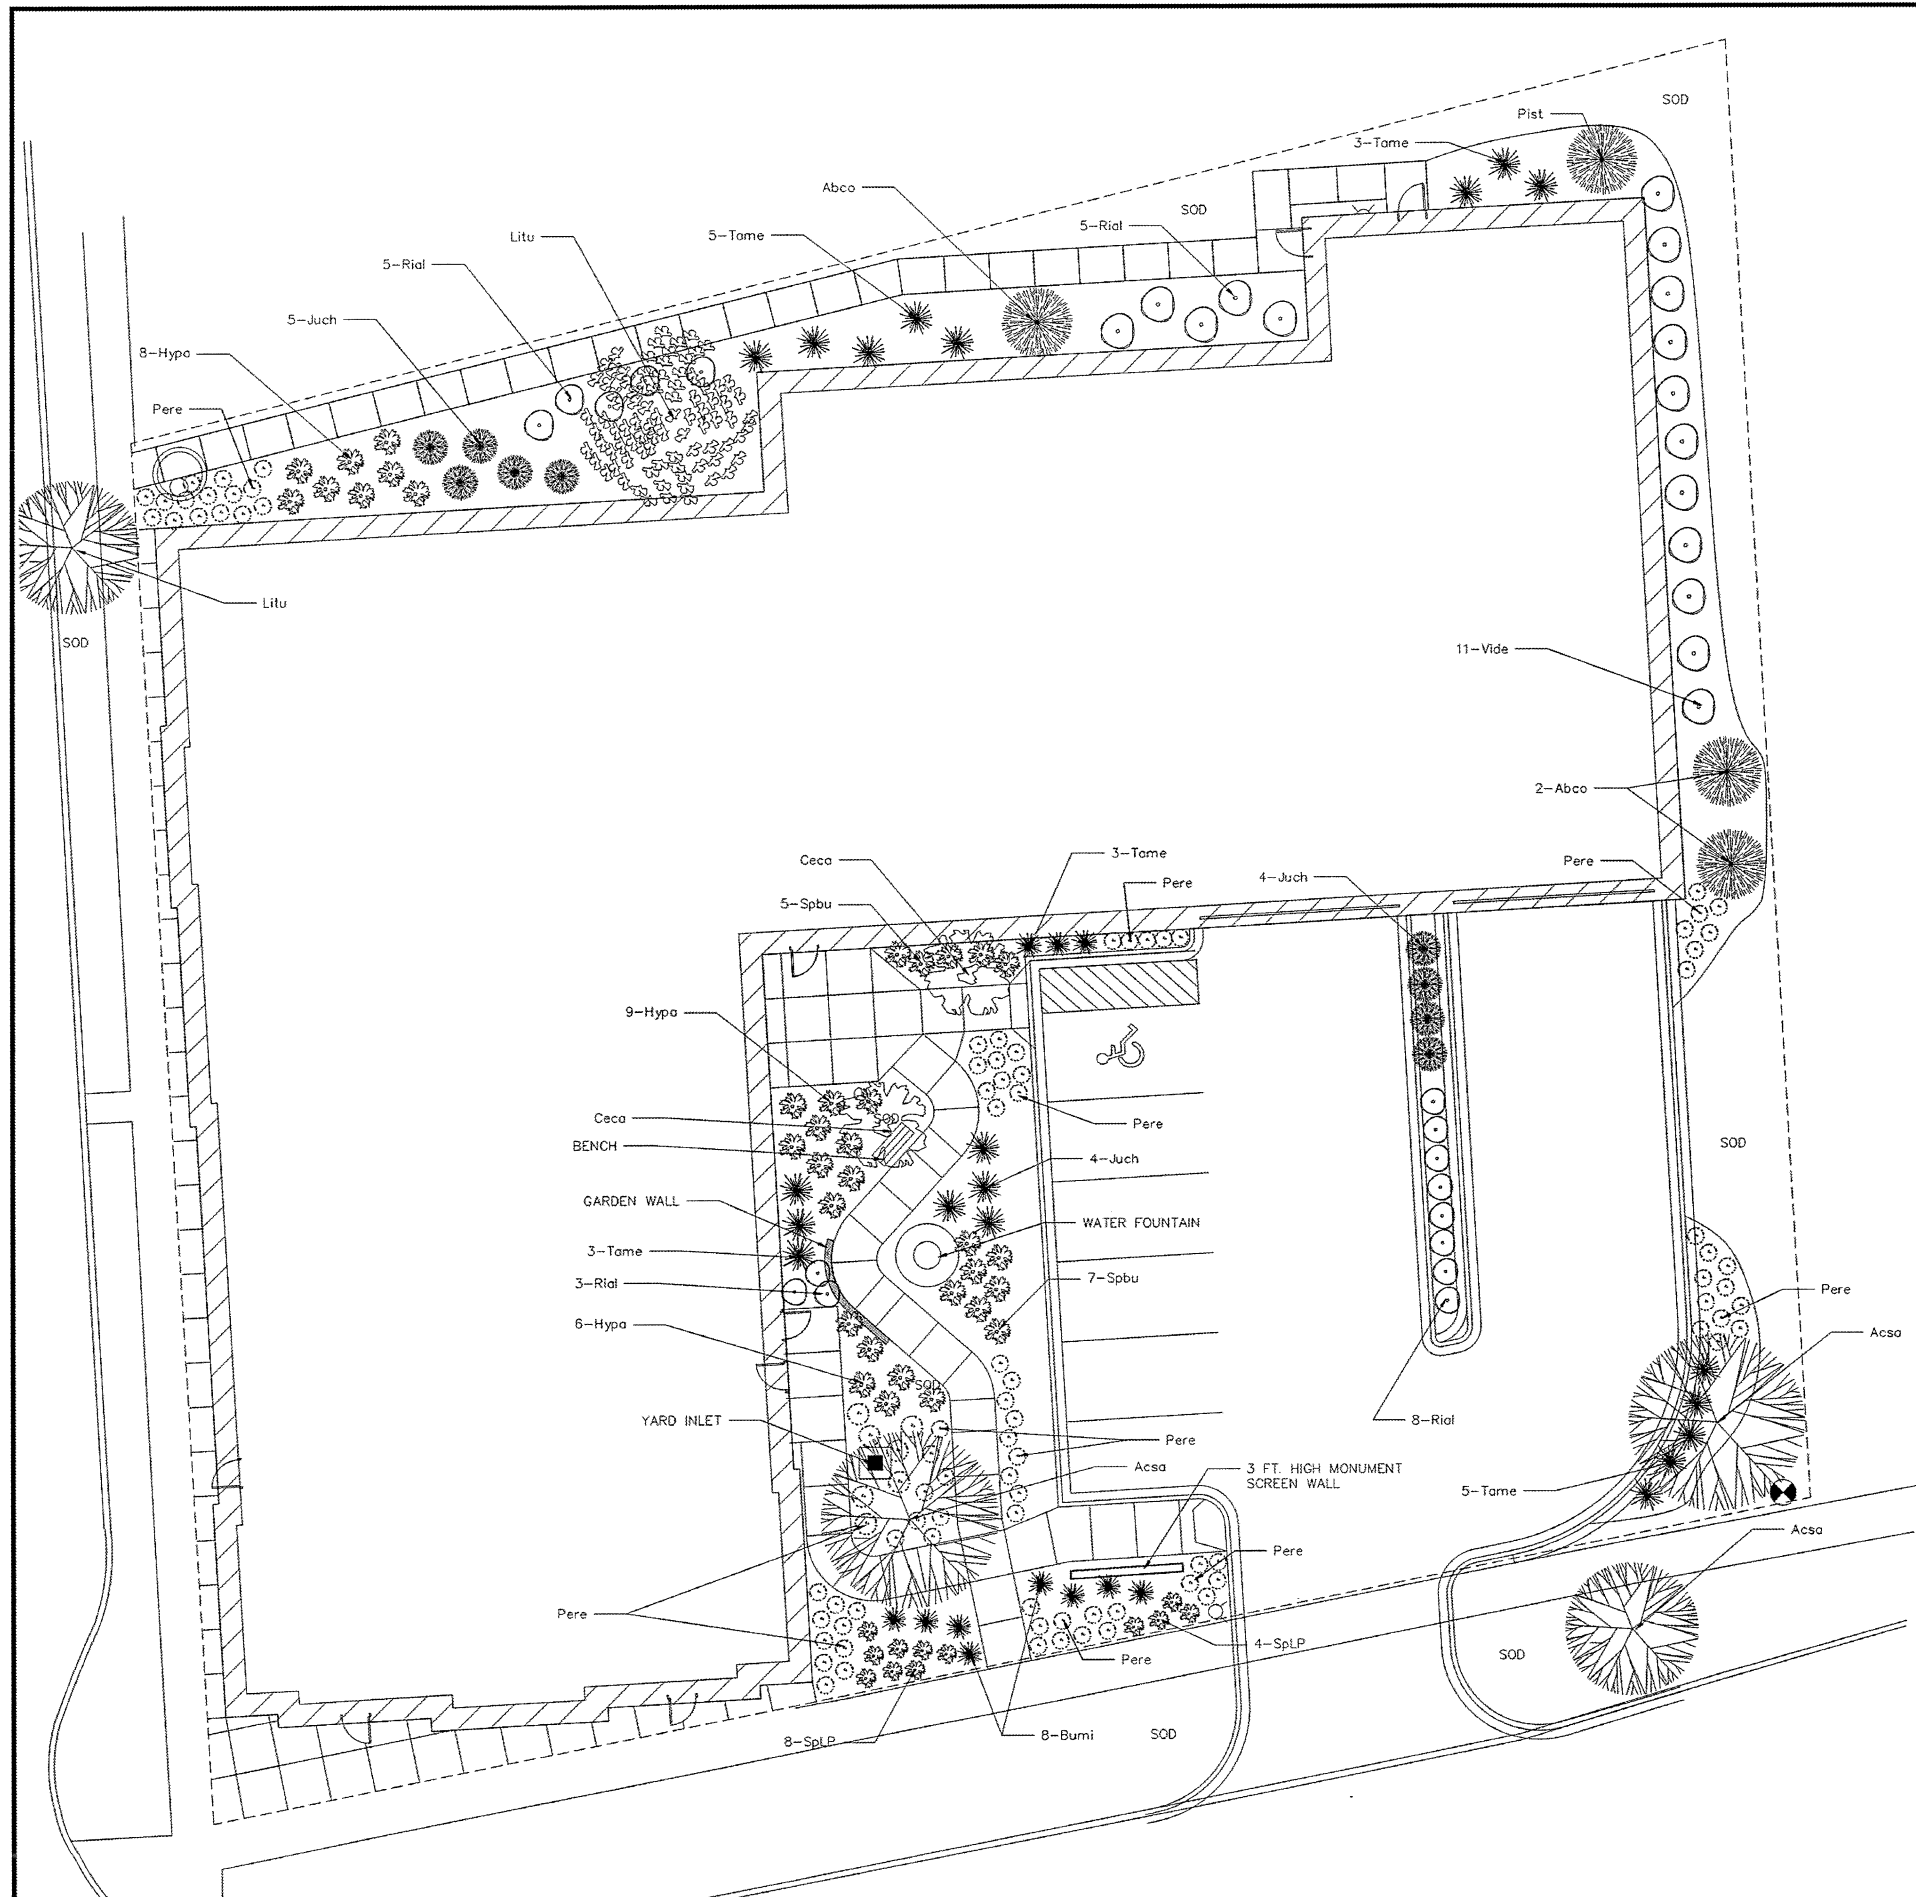 SOD
Pist
3-Tame
Abco
SOD
5-Tame
5-Rial
Litu
5-Rial
5-Juch
8-Hypa
Pere
Litu
SOD
11-Vide
2-Abco
Ceca
3-Tame
Pere
4-Juch
Pere
5-Spbu
9-Hypa
Ceca
SOD
BENCH
Pere
4-Juch
SOD
GARDEN WALL
WATER FOUNTAIN
3-Tame
3-Rial
7-Spbu
6-Hypa
Pere
Acsa
SOD
YARD INLET
8-Rial
Pere
Acsa
3 FT. HIGH MONUMENT
SCREEN WALL
5-Tame
Acsa
Pere
Pere
4-SpLP
Pere
SOD
8-SpLP
8-Bumi
SOD